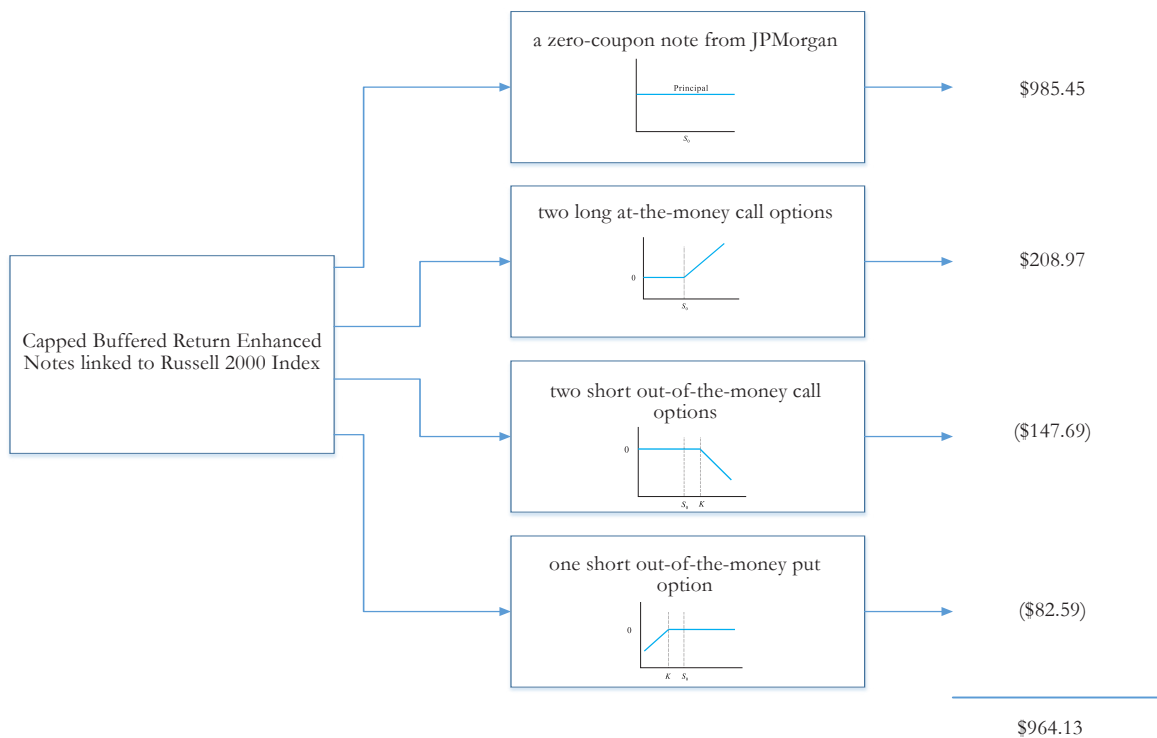 a zero-coupon note from JPMorgan
Principal
S₀
$985.45
two long at-the-money call options
0
S₀
$208.97
Capped Buffered Return Enhanced
Notes linked to Russell 2000 Index
two short out-of-the-money call
options
0
S₀ K
($147.69)
one short out-of-the-money put
option
0
K S₀
($82.59)
$964.13